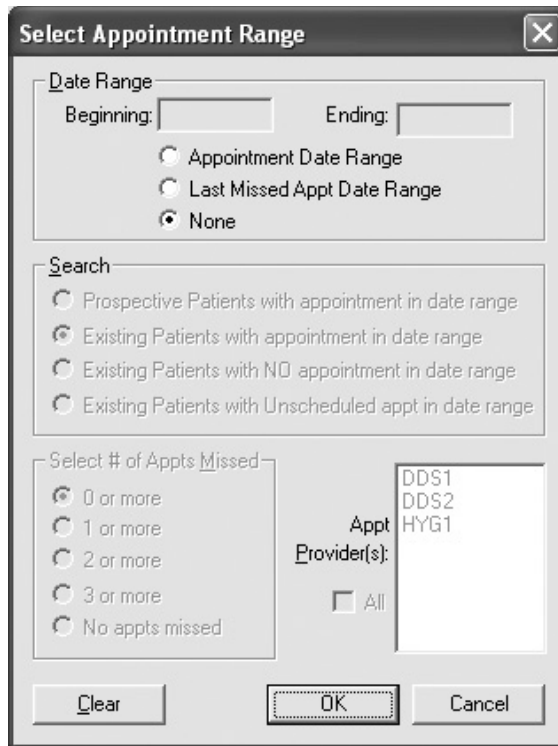 Select Appointment Range
Date Range
Beginning: Ending:
Appointment Date Range
Last Missed Appt Date Range
None
Search
Prospective Patients with appointment in date range
Existing Patients with appointment in date range
Existing Patients with NO appointment in date range
Existing Patients with Unscheduled appt in date range
Select # of Appts Missed
0 or more
1 or more
2 or more
3 or more
No appts missed
Appt
Provider(s):
All
DDS1
DDS2
HYG1
Clear OK Cancel